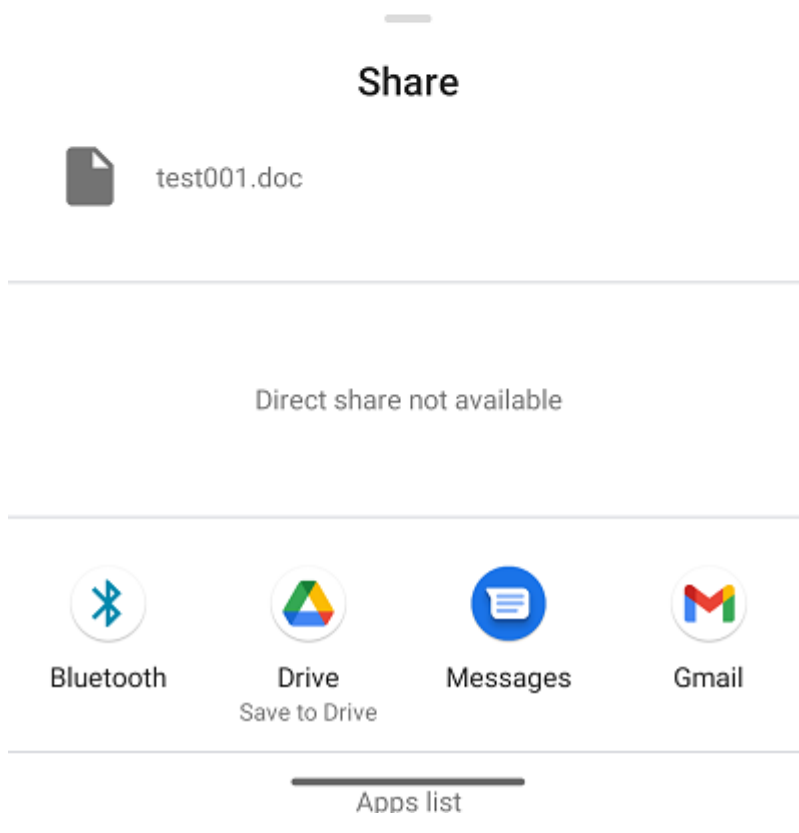 Share
test001.doc
Direct share not available
Bluetooth
Drive
Save to Drive
Messages
Gmail
Apps list